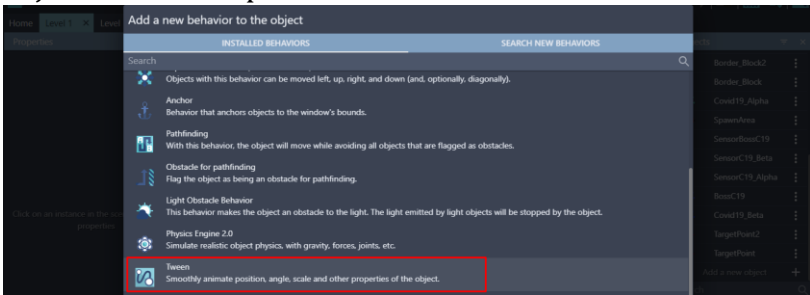 Add a new behavior to the object
Home Level 1 × Level
Properties
INSTALLED BEHAVIORS SEARCH NEW BEHAVIORS
Search
Objects with this behavior can be moved left, up, right, and down (and, optionally, diagonally).
Anchor
Behavior that anchors objects to the window's bounds.
Pathfinding
With this behavior, the object will move while avoiding all objects that are flagged as obstacles.
Obstacle for pathfinding
Flag the object as being an obstacle for pathfinding.
Light Obstacle Behavior
This behavior makes the object an obstacle to the light. The light emitted by light objects will be stopped by the object.
Physics Engine 2.0
Simulate realistic object physics, with gravity, forces, joints, etc.
Tween
Smoothly animate position, angle, scale and other properties of the object.
Click on an instance in the
properties
Border_Block2
Border_Block
Covid19_Alpha
SpawnArea
SensorBossC19
SensorC19_Beta
SensorC19_Alpha
BossC19
Covid19_Beta
TargetPoint2
TargetPoint
Add a new object +